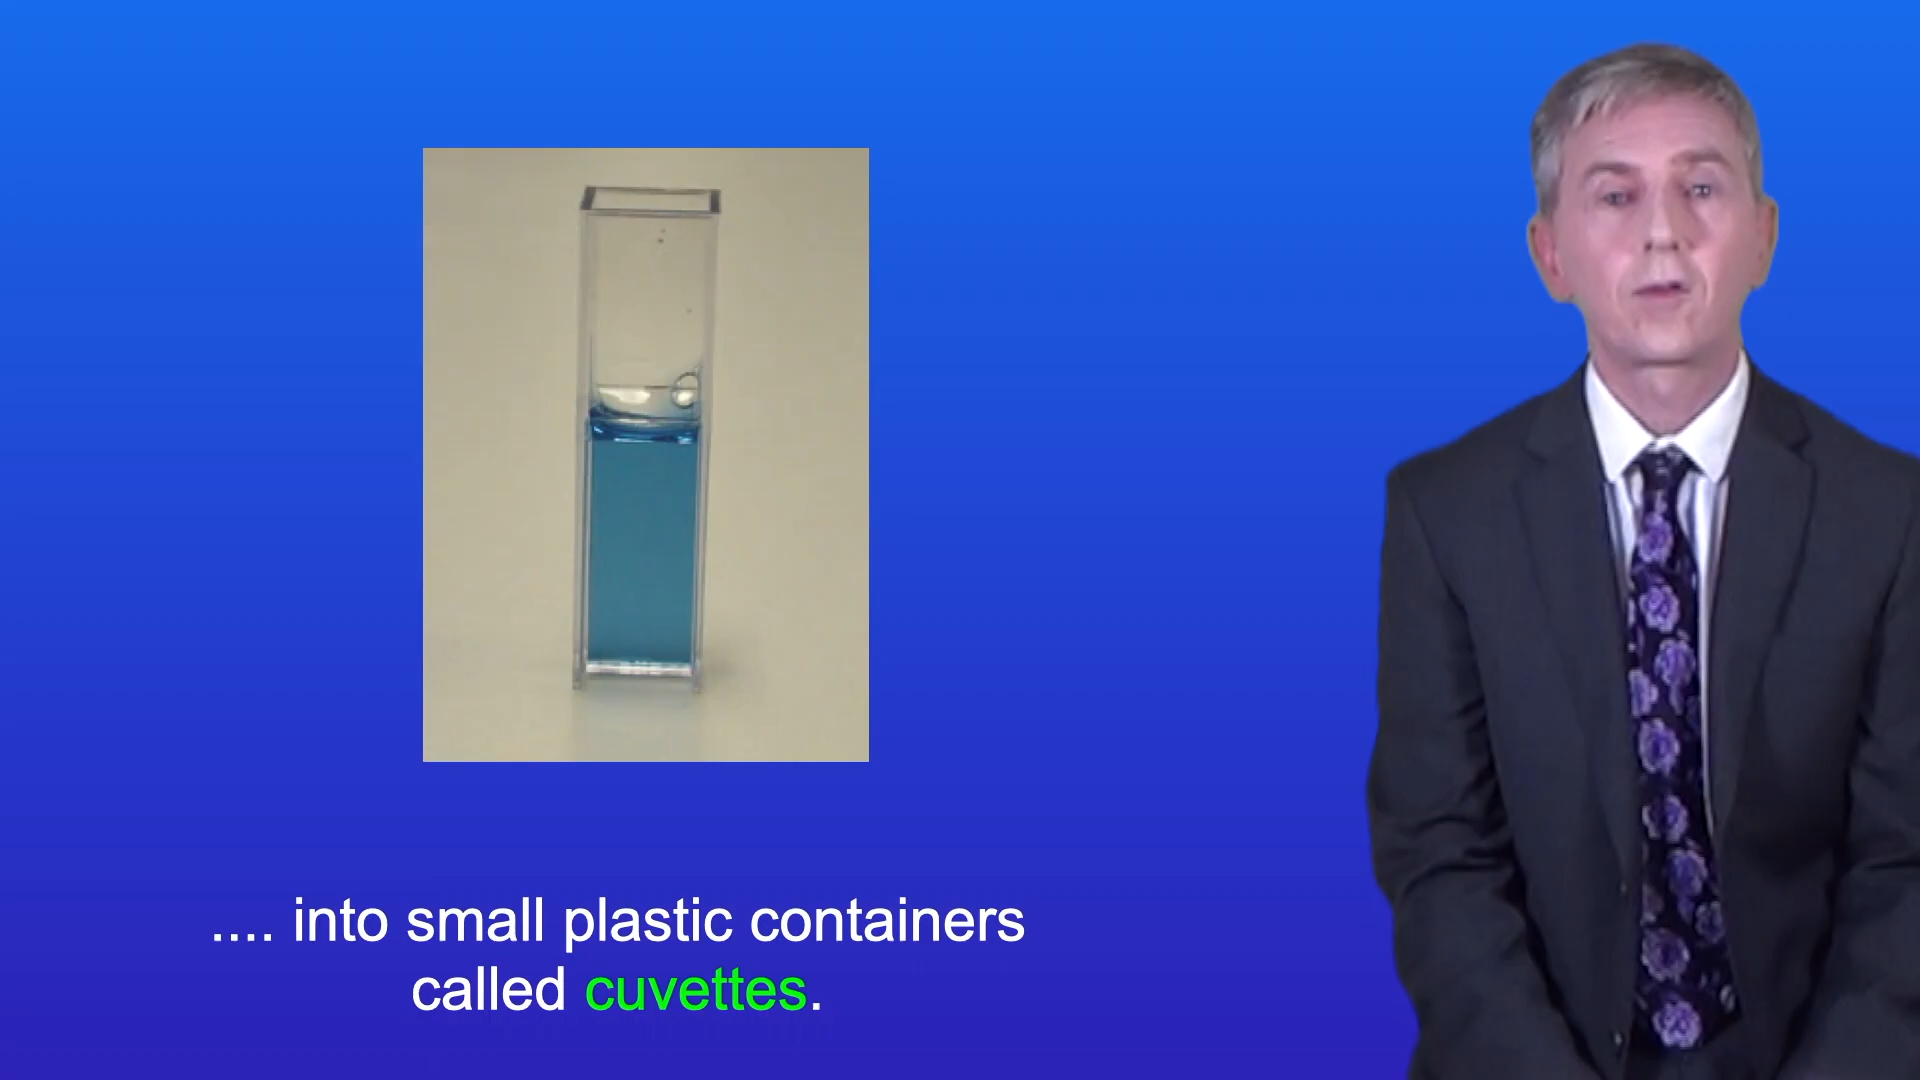 .... into small plastic containers
called cuvettes.